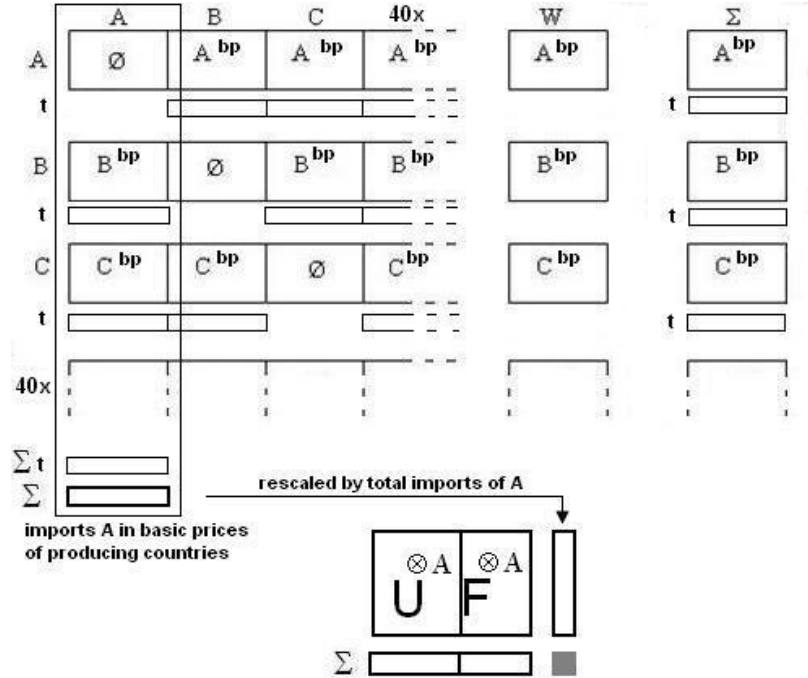 A B C 40x W Σ
A Ø A bp A bp A bp A bp A bp
t t
B B bp Ø B bp B bp B bp B bp
t t
C C bp C bp Ø C bp C bp C bp
t t
40x
Σ t
Σ rescaled by total imports of A
imports A in basic prices
of producing countries
⊗ A ⊗ A
U F
Σ